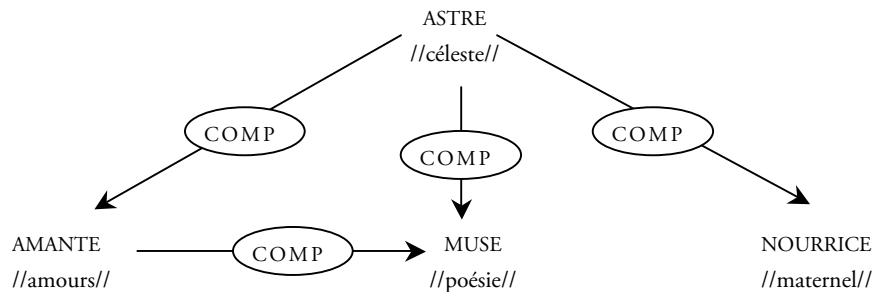 ASTRE
//céleste//
COMP
COMP
COMP
AMANTE
COMP
MUSE
NOURRICE
//amours//
//poésie//
//maternel//